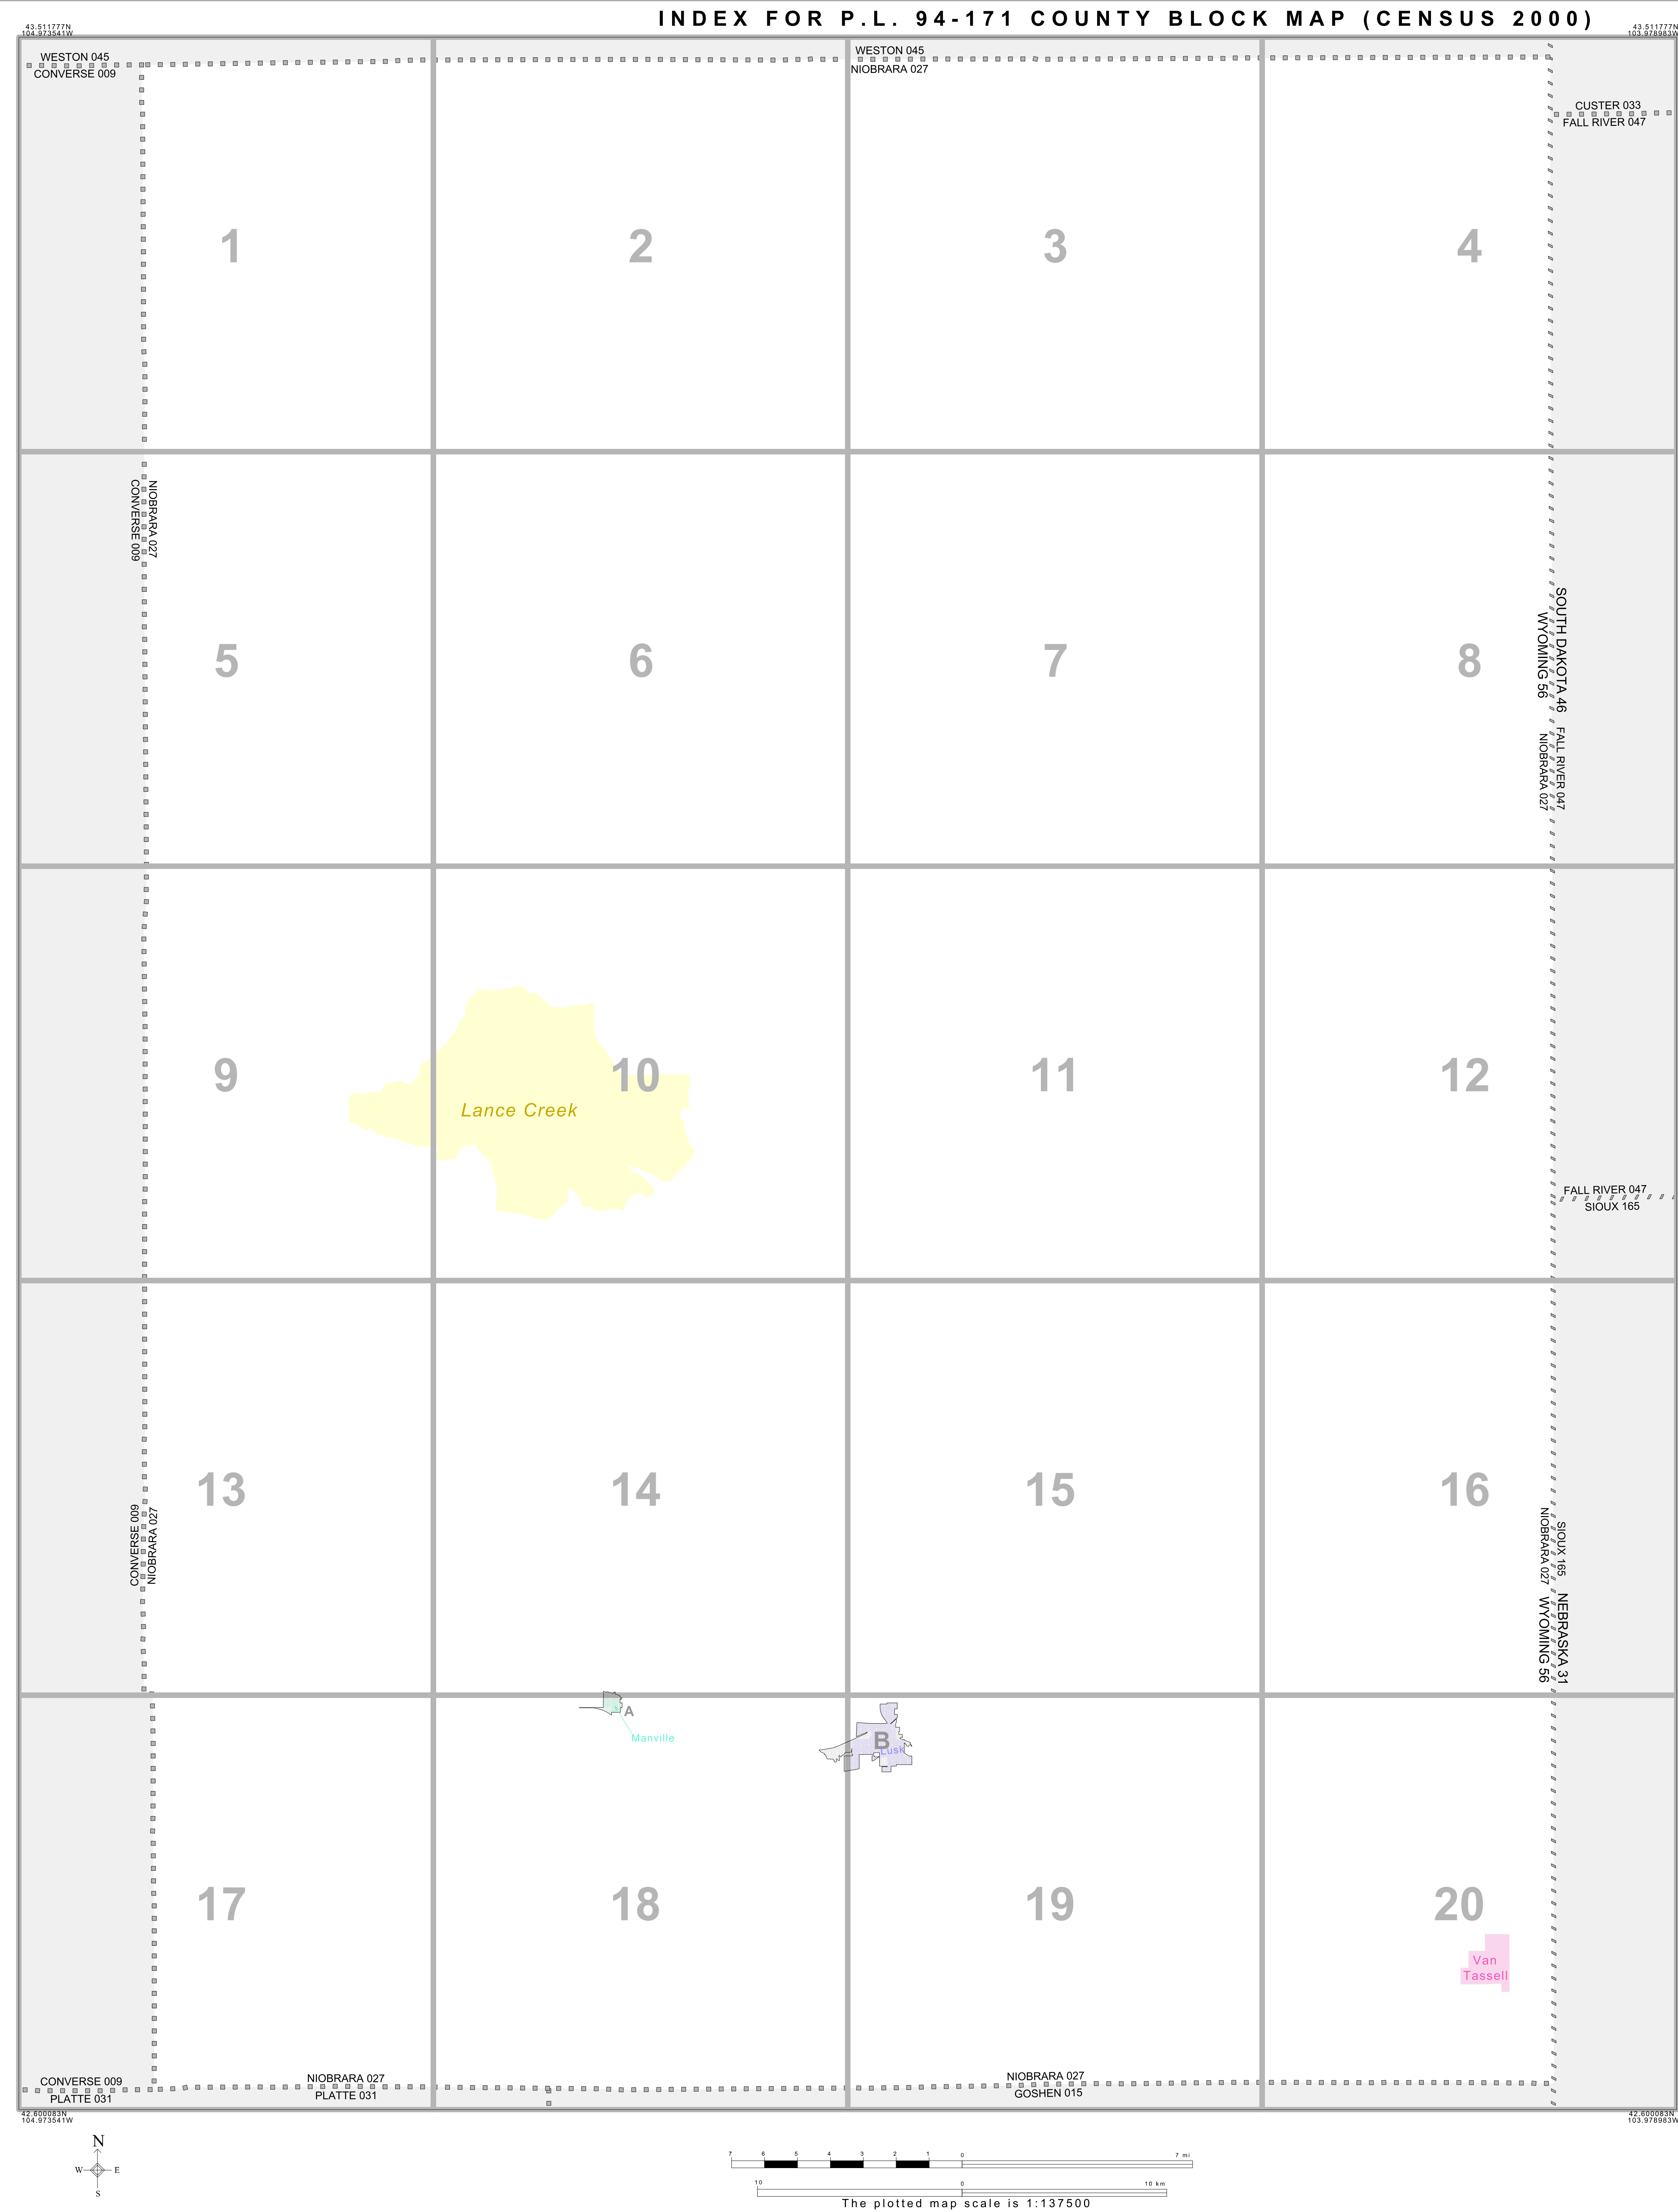 INDEX FOR P.L. 94-171 COUNTY BLOCK MAP (CENSUS 2000)
43.511777N
104.973541W
43.511777N
103.978983W
WESTON 045
CONVERSE 009
WESTON 045
NIOBRARA 027
CUSTER 033
FALL RIVER 047
1
2
3
4
NIOBRARA 027
CONVERSE 009
5
6
7
8
SOUTH DAKOTA 46
FALL RIVER 047
WYOMING 56
NIOBRARA 027
9
10
11
12
Lance Creek
FALL RIVER 047
SIOUX 165
13
14
15
16
CONVERSE 009
NIOBRARA 027
SIOUX 165
NEBRASKA 31
NIOBRARA 027
WYOMING 56
A
Manville
B
Lusk
17
18
19
20
Van
Tassell
CONVERSE 009
PLATTE 031
NIOBRARA 027
PLATTE 031
NIOBRARA 027
GOSHEN 015
42.600083N
104.973541W
42.600083N
103.978983W
N
W
E
S
7 6 5 4 3 2 1 0 7 mi
10 0 10 km
The plotted map scale is 1:137500